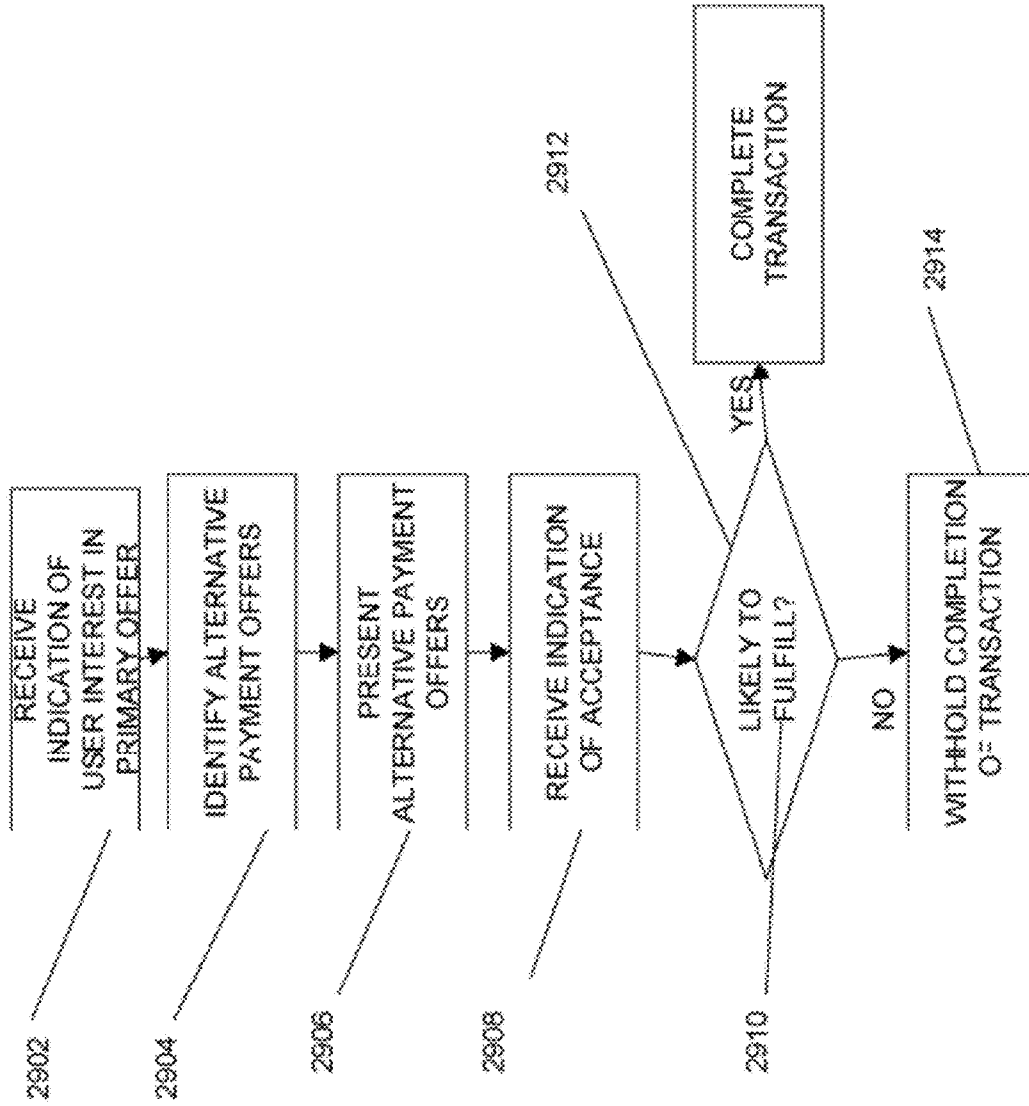 2902
RECEIVE
INDICATION OF
USER INTEREST IN
PRIMARY OFFER
2904
IDENTIFY ALTERNATIVE
PAYMENT OFFERS
2906
PRESENT
ALTERNATIVE PAYMENT
OFFERS
2908
RECEIVE INDICATION
OF ACCEPTANCE
2910
LIKELY TO
FULFILL?
2912
YES
COMPLETE
TRANSACTION
NO
WITHHOLD COMPLETION
OF TRANSACTION
2914